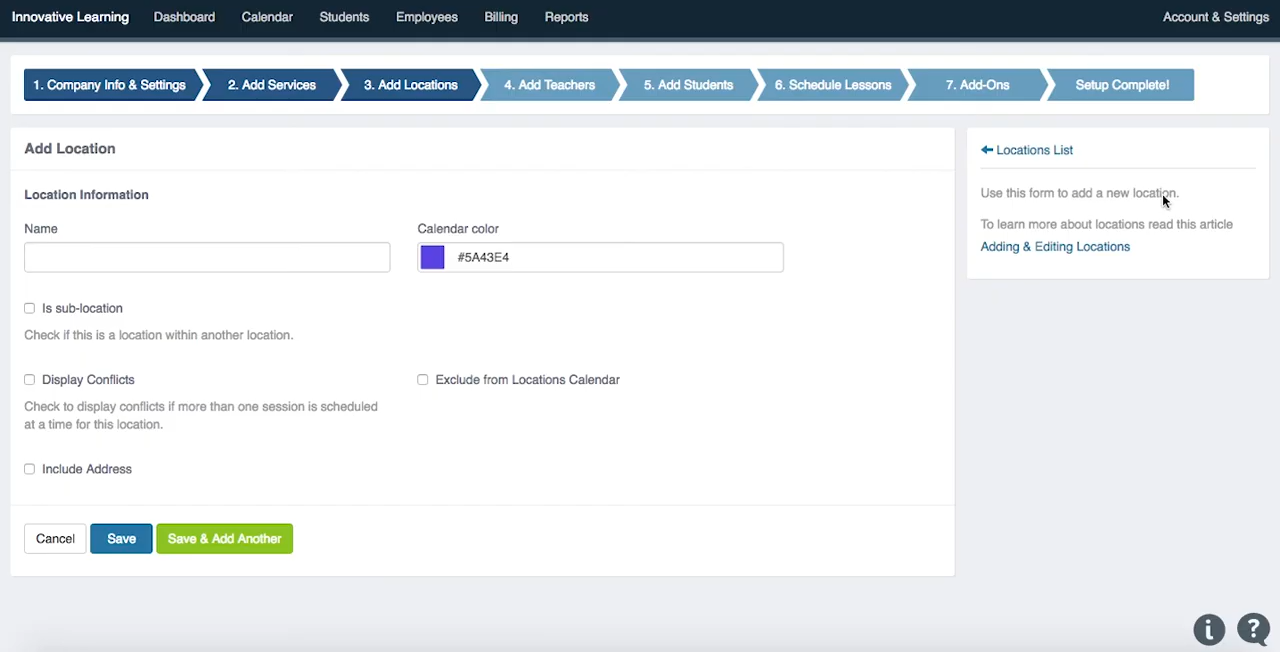 Innovative Learning Dashboard Calendar Students Employees Billing Reports Account & Settings
1. Company Info & Settings 2. Add Services 3. Add Locations 4. Add Teachers 5. Add Students 6. Schedule Lessons 7. Add-Ons Setup Complete!
Add Location
Location Information
Name
Calendar color
#5A43E4
Is sub-location
Check if this is a location within another location.
Display Conflicts
Exclude from Locations Calendar
Check to display conflicts if more than one session is scheduled
at a time for this location.
Include Address
Cancel Save Save & Add Another
Locations List
Use this form to add a new location.
To learn more about locations read this article
Adding & Editing Locations
i ?